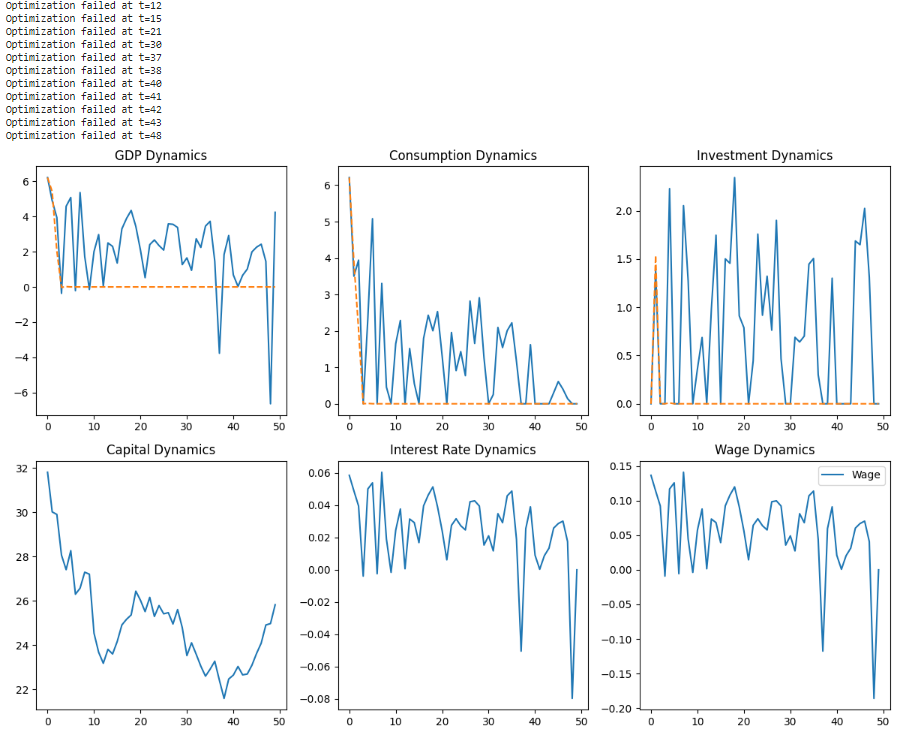 Optimization failed at t=12
Optimization failed at t=15
Optimization failed at t=21
Optimization failed at t=30
Optimization failed at t=37
Optimization failed at t=38
Optimization failed at t=40
Optimization failed at t=41
Optimization failed at t=42
Optimization failed at t=43
Optimization failed at t=48
GDP Dynamics
6
4
2
0
−2
−4
−6
0 10 20 30 40 50
Consumption Dynamics
6
5
4
3
2
1
0
0 10 20 30 40 50
Investment Dynamics
2.0
1.5
1.0
0.5
0.0
0 10 20 30 40 50
Capital Dynamics
32
30
28
26
24
22
0 10 20 30 40 50
Interest Rate Dynamics
0.06
0.04
0.02
0.00
−0.02
−0.04
−0.06
−0.08
0 10 20 30 40 50
Wage Dynamics
Wage
0.15
0.10
0.05
0.00
−0.05
−0.10
−0.15
−0.20
0 10 20 30 40 50